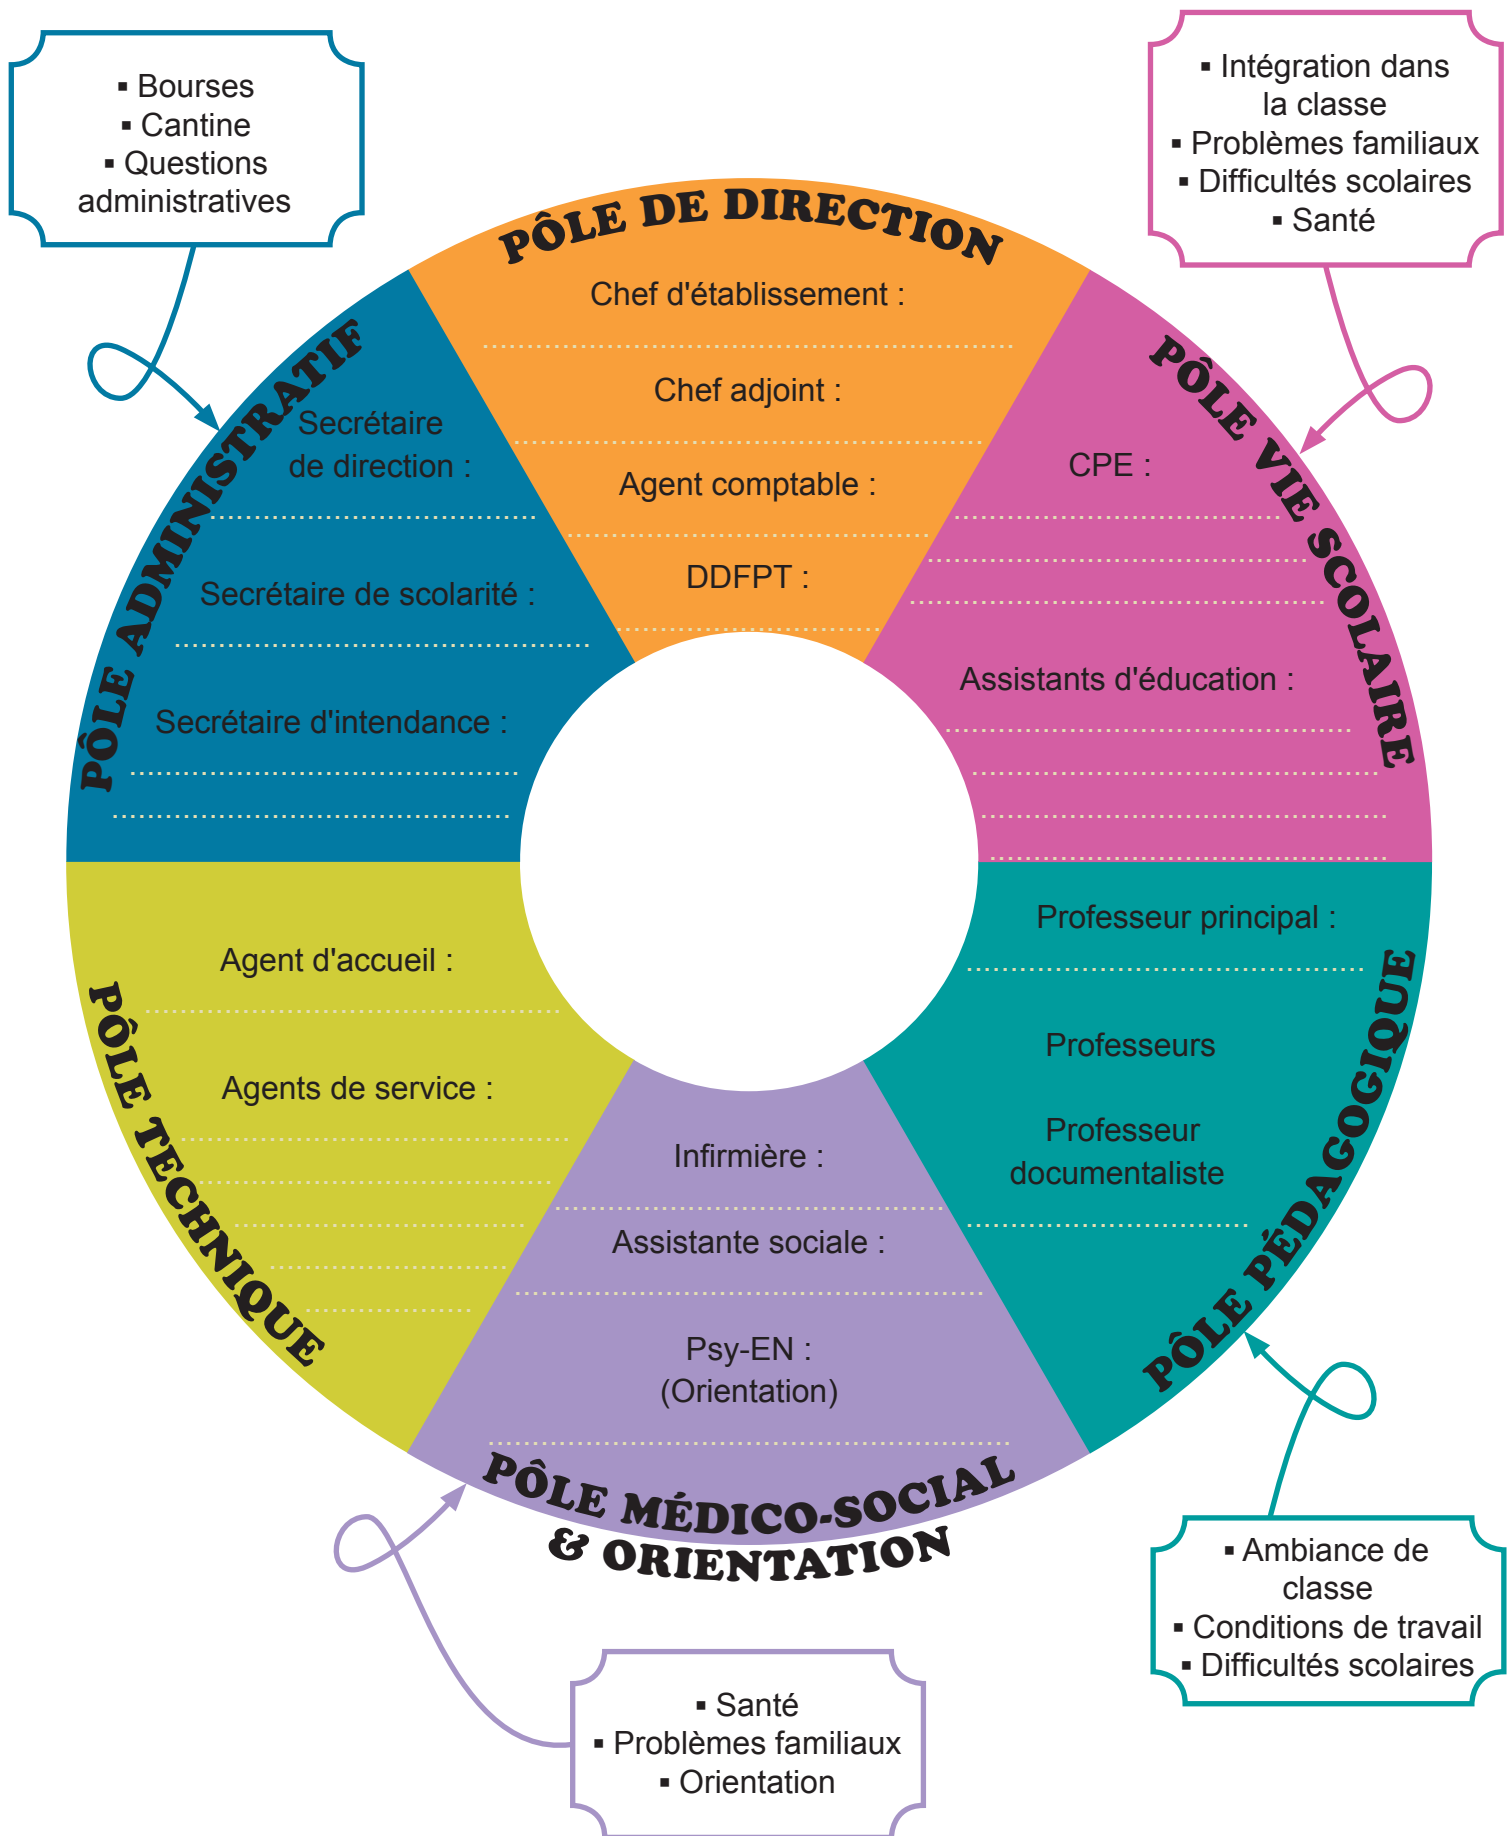 ▪ Bourses
▪ Cantine
▪ Questions
administratives
▪ Intégration dans
la classe
▪ Problèmes familiaux
▪ Difficultés scolaires
▪ Santé
PÔLE DE DIRECTION
Chef d'établissement :
Chef adjoint :
Agent comptable :
DDFPT :
PÔLE ADMINISTRATIF
Secrétaire
de direction :
Secrétaire de scolarité :
Secrétaire d'intendance :
PÔLE VIE SCOLAIRE
CPE :
Assistants d'éducation :
PÔLE TECHNIQUE
Agent d'accueil :
Agents de service :
PÔLE PÉDAGOGIQUE
Professeur principal :
Professeurs
Professeur
documentaliste
Infirmière :
Assistante sociale :
Psy-EN :
(Orientation)
PÔLE MÉDICO-SOCIAL
& ORIENTATION
▪ Ambiance de
classe
▪ Conditions de travail
▪ Difficultés scolaires
▪ Santé
▪ Problèmes familiaux
▪ Orientation